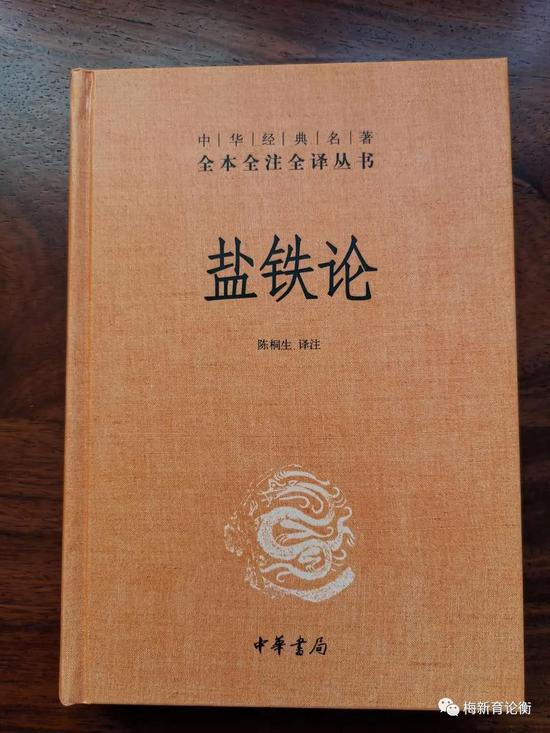 中华经典名著
全本全注全译丛书
盐铁论
陈桐生 译注
中華書局
梅新育论衡